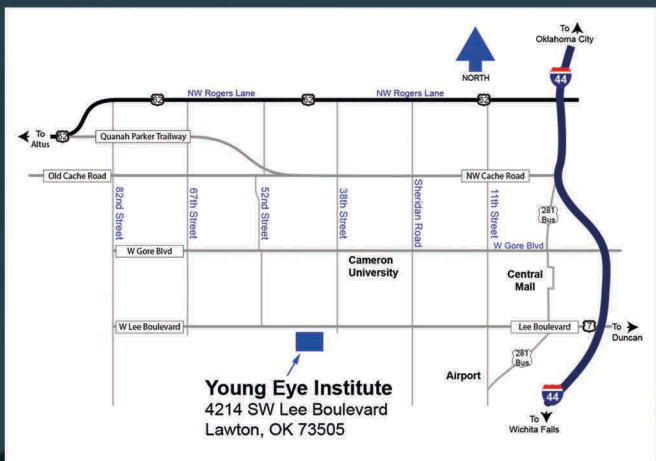 To
Oklahoma City
44
NORTH
NW Rogers Lane
NW Rogers Lane
62
62
62
To
Altus
62
Quanah Parker Trailway
Old Cache Road
NW Cache Road
82nd Street
67th Street
52nd Street
38th Street
Sheridan Road
11th Street
281
Bus
W Gore Blvd
W Gore Blvd
Cameron
University
Central
Mall
W Lee Boulevard
Lee Boulevard
7
To
Duncan
281
Bus
Airport
44
To
Wichita Falls
Young Eye Institute
4214 SW Lee Boulevard
Lawton, OK 73505